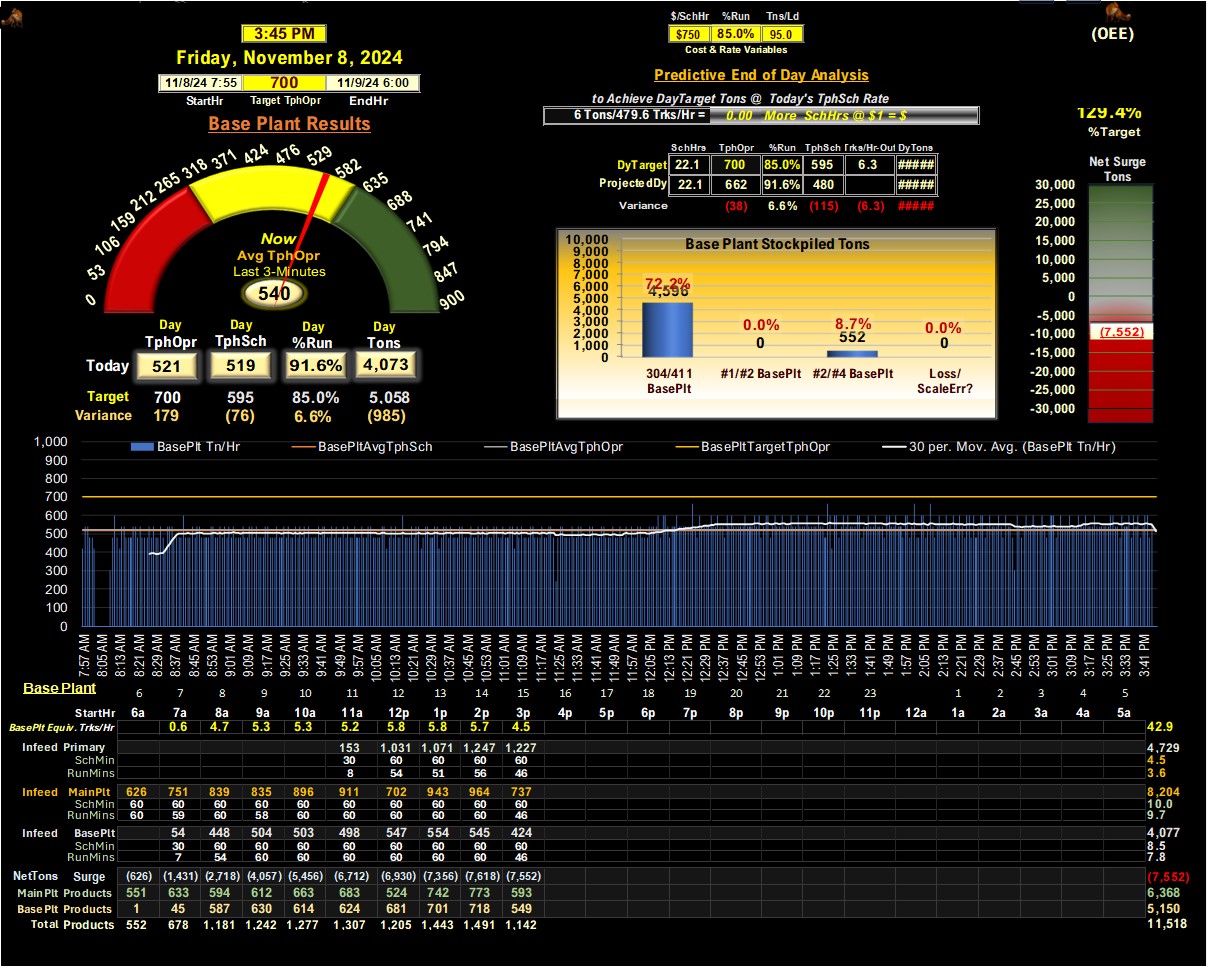 3:45 PM
Friday, November 8, 2024
11/8/24 7:55 700 11/9/24 6:00
StartHr Target TphOpr EndHr
Base Plant Results
0 53 106 159 212 265 318 371 424 476 529 582 635 688 741 794 847 900
Now
Avg TphOpr
Last 3-Minutes
540
Day TphOpr Day TphSch Day %Run Day Tons
Today 521 519 91.6% 4,073
Target 700 595 85.0% 5,058
Variance 179 (76) 6.6% (985)
$/SchHr %Run Tns/Ld
$750 85.0% 95.0
Cost & Rate Variables
Predictive End of Day Analysis
to Achieve DayTarget Tons @ Today's TphSch Rate
6 Tons/479.6 Trks/Hr = 0.00 More SchHrs @ $1 = $
SchHrs TphOpr %Run TphSch Trks/Hr-Out DyTons
DyTarget 22.1 700 85.0% 595 6.3 #####
ProjectedDy 22.1 662 91.6% 480 #####
Variance (38) 6.6% (115) (6.3) #####
Base Plant Stockpiled Tons
10,000
9,000
8,000
7,000
6,000
5,000
4,000
3,000
2,000
1,000
0
72.2% 0.0% 8.7% 0.0%
4,596 0 552 0
304/411 BasePlt #1/#2 BasePlt #2/#4 BasePlt Loss/ ScaleErr?
(OEE)
129.4%
%Target
Net Surge
Tons
30,000
25,000
20,000
15,000
10,000
5,000
0
-5,000
-10,000
-15,000
-20,000
-25,000
-30,000
(7,552)
BasePlt Tn/Hr BasePltAvgTphSch BasePltAvgTphOpr BasePltTargetTphOpr 30 per. Mov. Avg. (BasePlt Tn/Hr)
1,000
900
800
700
600
500
400
300
200
100
0
7:57 AM 8:05 AM 8:13 AM 8:21 AM 8:29 AM 8:37 AM 8:45 AM 8:53 AM 9:01 AM 9:09 AM 9:17 AM 9:25 AM 9:33 AM 9:41 AM 9:49 AM 9:57 AM 10:05 AM 10:13 AM 10:21 AM 10:29 AM 10:37 AM 10:45 AM 10:53 AM 11:01 AM 11:09 AM 11:17 AM 11:25 AM 11:33 AM 11:41 AM 11:49 AM 11:57 AM 12:05 PM 12:13 PM 12:21 PM 12:29 PM 12:37 PM 12:45 PM 12:53 PM 1:01 PM 1:09 PM 1:17 PM 1:25 PM 1:33 PM 1:41 PM 1:49 PM 1:57 PM 2:05 PM 2:13 PM 2:21 PM 2:29 PM 2:37 PM 2:45 PM 2:53 PM 3:01 PM 3:09 PM 3:17 PM 3:25 PM 3:33 PM 3:41 PM
Base Plant 6 7 8 9 10 11 12 13 14 15 16 17 18 19 20 21 22 23 1 2 3 4 5
StartHr 6a 7a 8a 9a 10a 11a 12p 1p 2p 3p 4p 5p 6p 7p 8p 9p 10p 11p 12a 1a 2a 3a 4a 5a
BasePlt Equiv. Trks/Hr 0.6 4.7 5.3 5.3 5.2 5.8 5.8 5.7 4.5 42.9
Infeed Primary 153 1,031 1,071 1,247 1,227 4,729
SchMin 30 60 60 60 60 4.5
RunMins 8 54 51 56 46 3.6
Infeed MainPlt 626 751 839 835 896 911 702 943 964 737 8,204
SchMin 60 60 60 60 60 60 60 60 60 60 10.0
RunMins 60 59 60 58 60 60 60 60 60 46 9.7
Infeed BasePlt 54 448 504 503 498 547 554 545 424 4,077
SchMin 30 60 60 60 60 60 60 60 60 8.5
RunMins 7 54 60 60 60 60 60 60 46 7.8
NetTons Surge (626) (1,431) (2,718) (4,057) (5,456) (6,712) (6,930) (7,356) (7,618) (7,552) (7,552)
MainPlt Products 551 633 594 612 663 683 524 742 773 593 6,368
BasePlt Products 1 45 587 630 614 624 681 701 718 549 5,150
Total Products 552 678 1,181 1,242 1,277 1,307 1,205 1,443 1,491 1,142 11,518